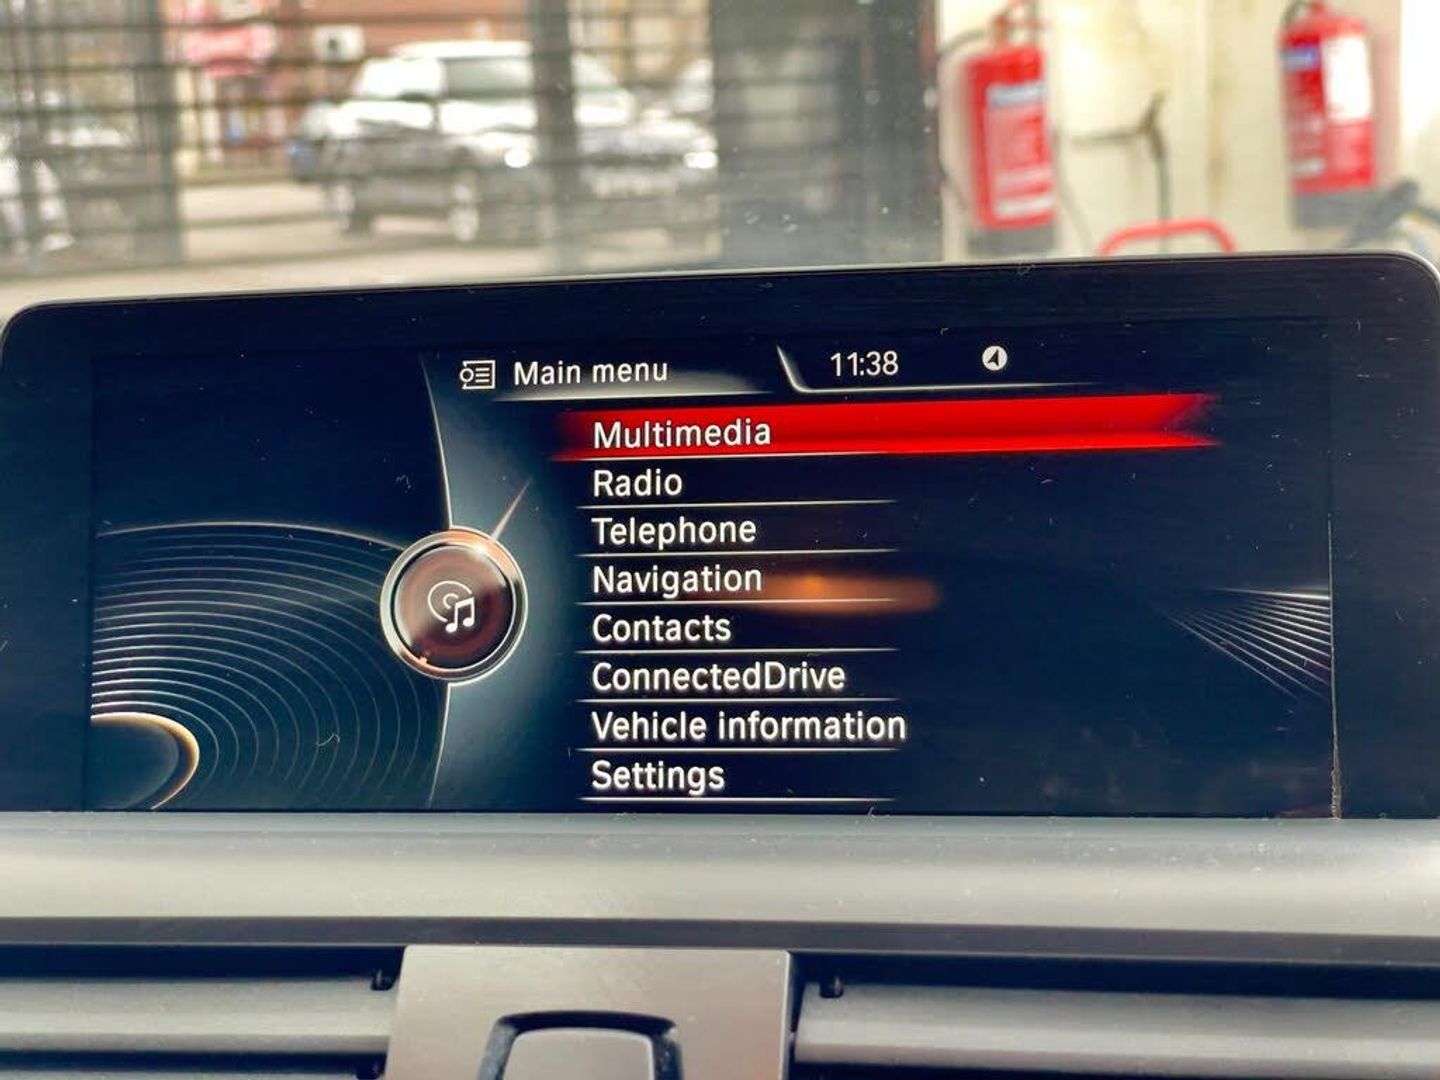 Main menu
11:38
Multimedia
Radio
Telephone
Navigation
Contacts
ConnectedDrive
Vehicle information
Settings